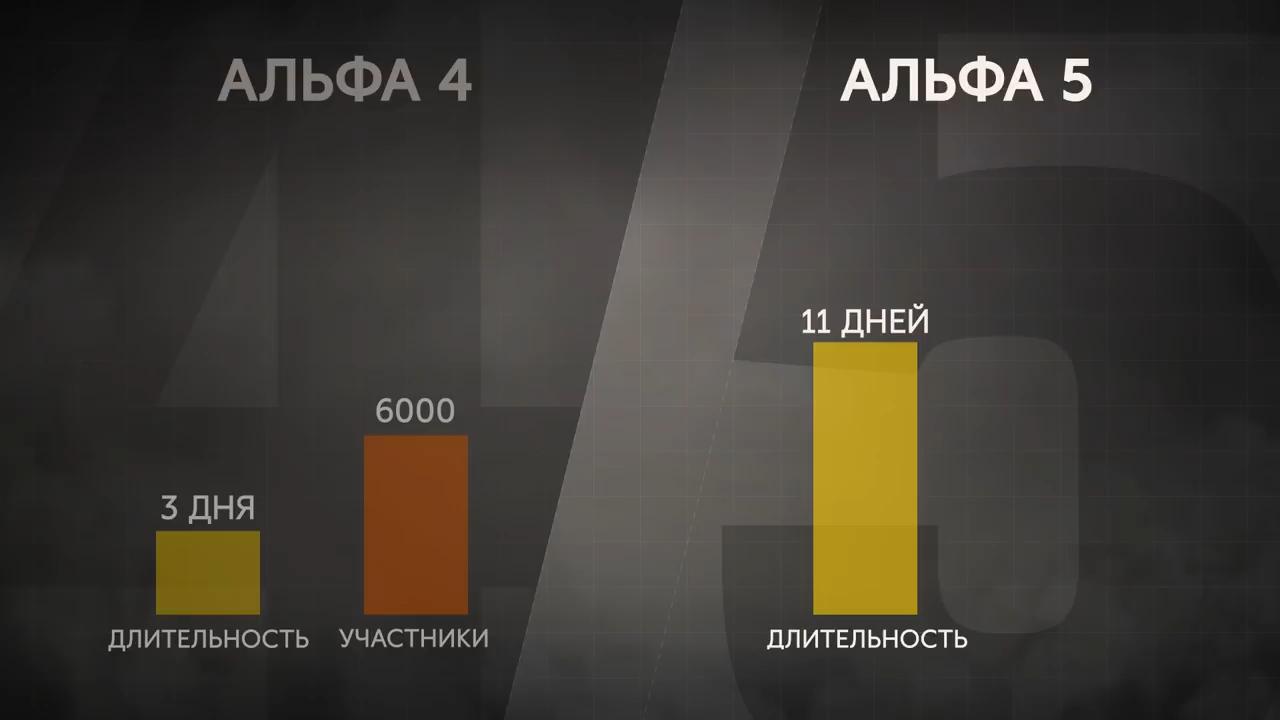 АЛЬФА 4
3 ДНЯ
ДЛИТЕЛЬНОСТЬ
6000
УЧАСТНИКИ
АЛЬФА 5
11 ДНЕЙ
ДЛИТЕЛЬНОСТЬ